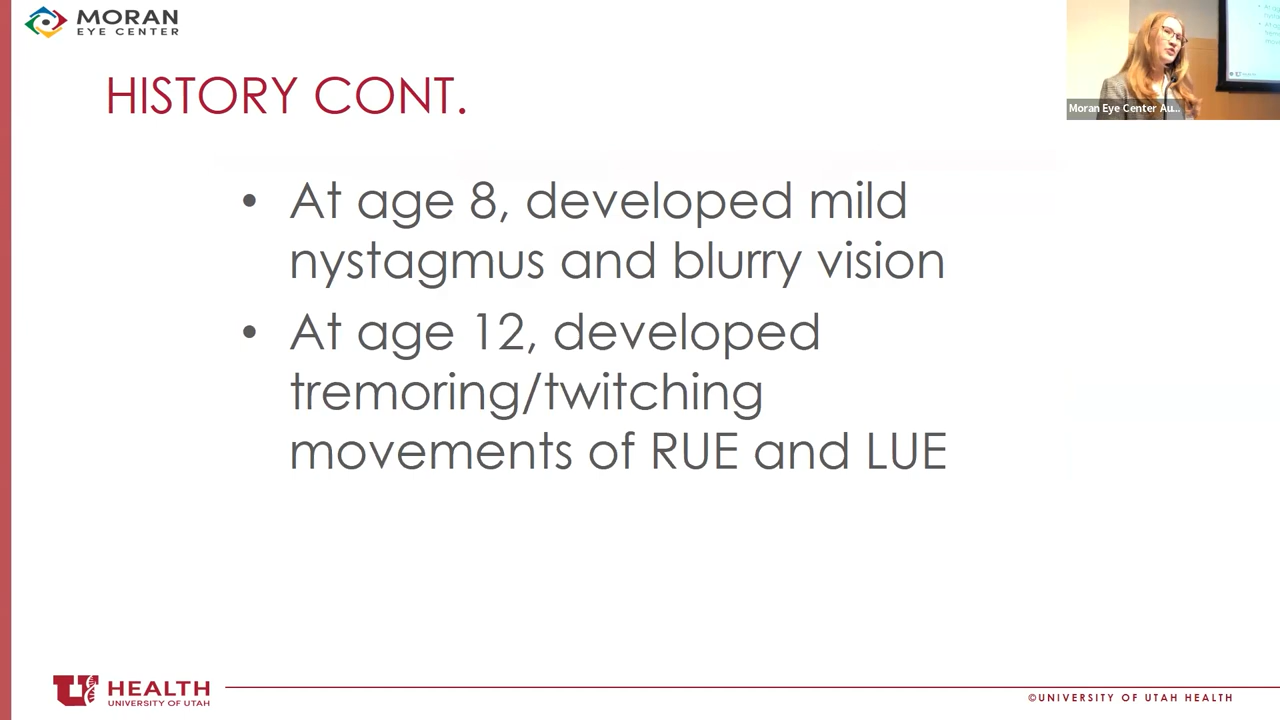 MORAN
EYE CENTER
Moran Eye Center Au...
HISTORY CONT.
• At age 8, developed mild
nystagmus and blurry vision
• At age 12, developed
tremoring/twitching
movements of RUE and LUE
U HEALTH
UNIVERSITY OF UTAH
©UNIVERSITY OF UTAH HEALTH